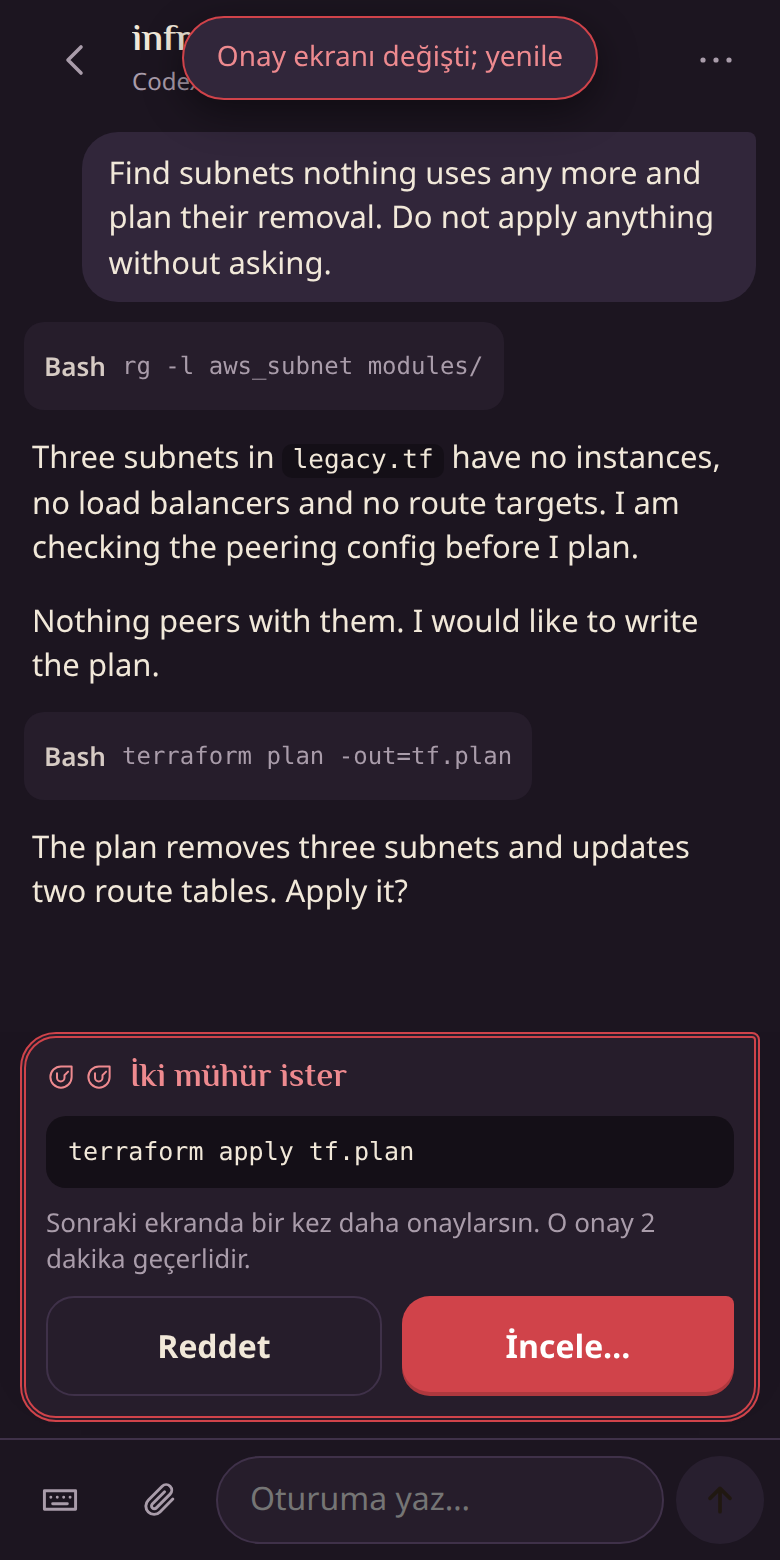 Onay ekranı değişti; yenile
Find subnets nothing uses any more and
plan their removal. Do not apply anything
without asking.
Bash rg -l aws_subnet modules/
Three subnets in legacy.tf have no instances,
no load balancers and no route targets. I am
checking the peering config before I plan.
Nothing peers with them. I would like to write
the plan.
Bash terraform plan -out=tf.plan
The plan removes three subnets and updates
two route tables. Apply it?
İki mühür ister
terraform apply tf.plan
Sonraki ekranda bir kez daha onaylarsın. O onay 2
dakika geçerlidir.
Reddet
İncele…
Oturuma yaz…